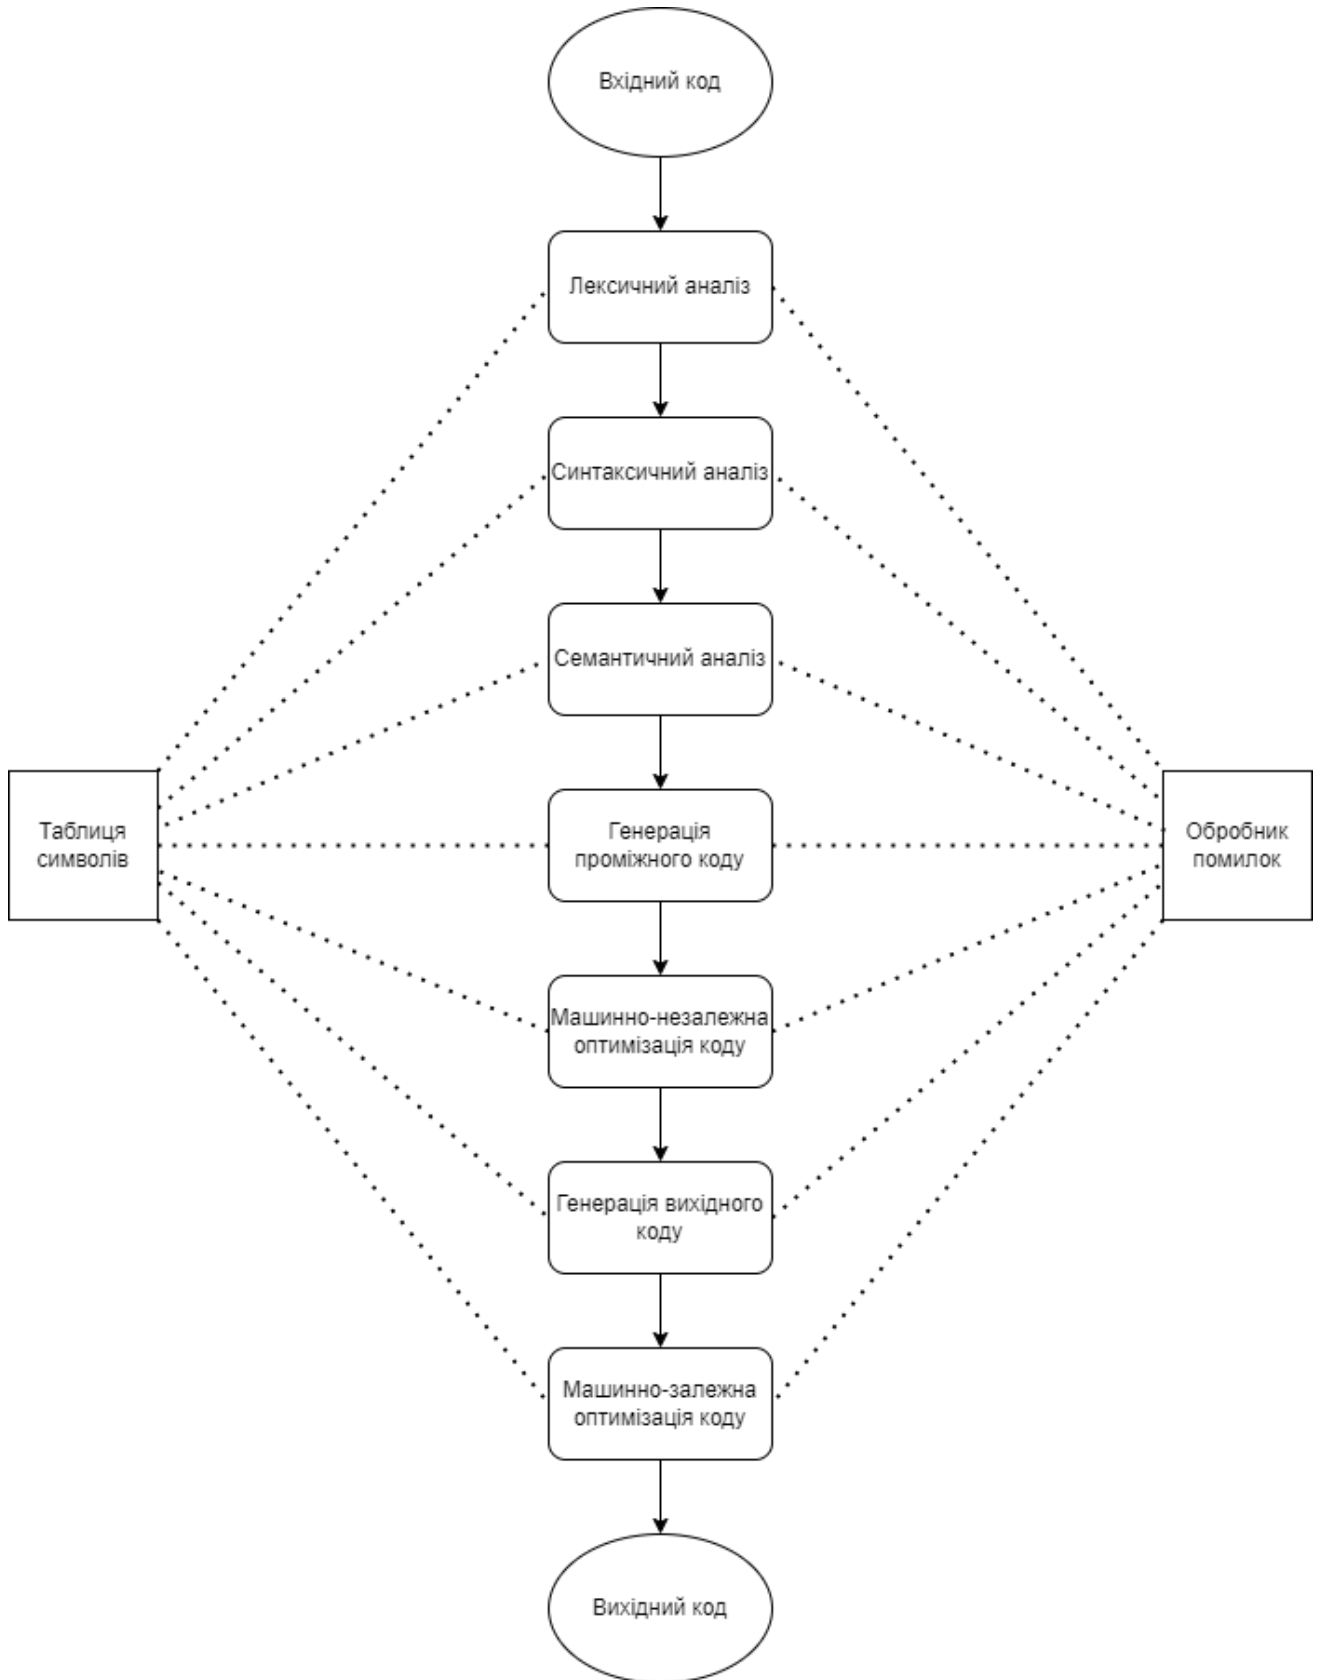 Вхідний код
Лексичний аналіз
Синтаксичний аналіз
Семантичний аналіз
Таблиця
символів
Генерація
проміжного коду
Обробник
помилок
Машинно-незалежна
оптимізація коду
Генерація вихідного
коду
Машинно-залежна
оптимізація коду
Вихідний код